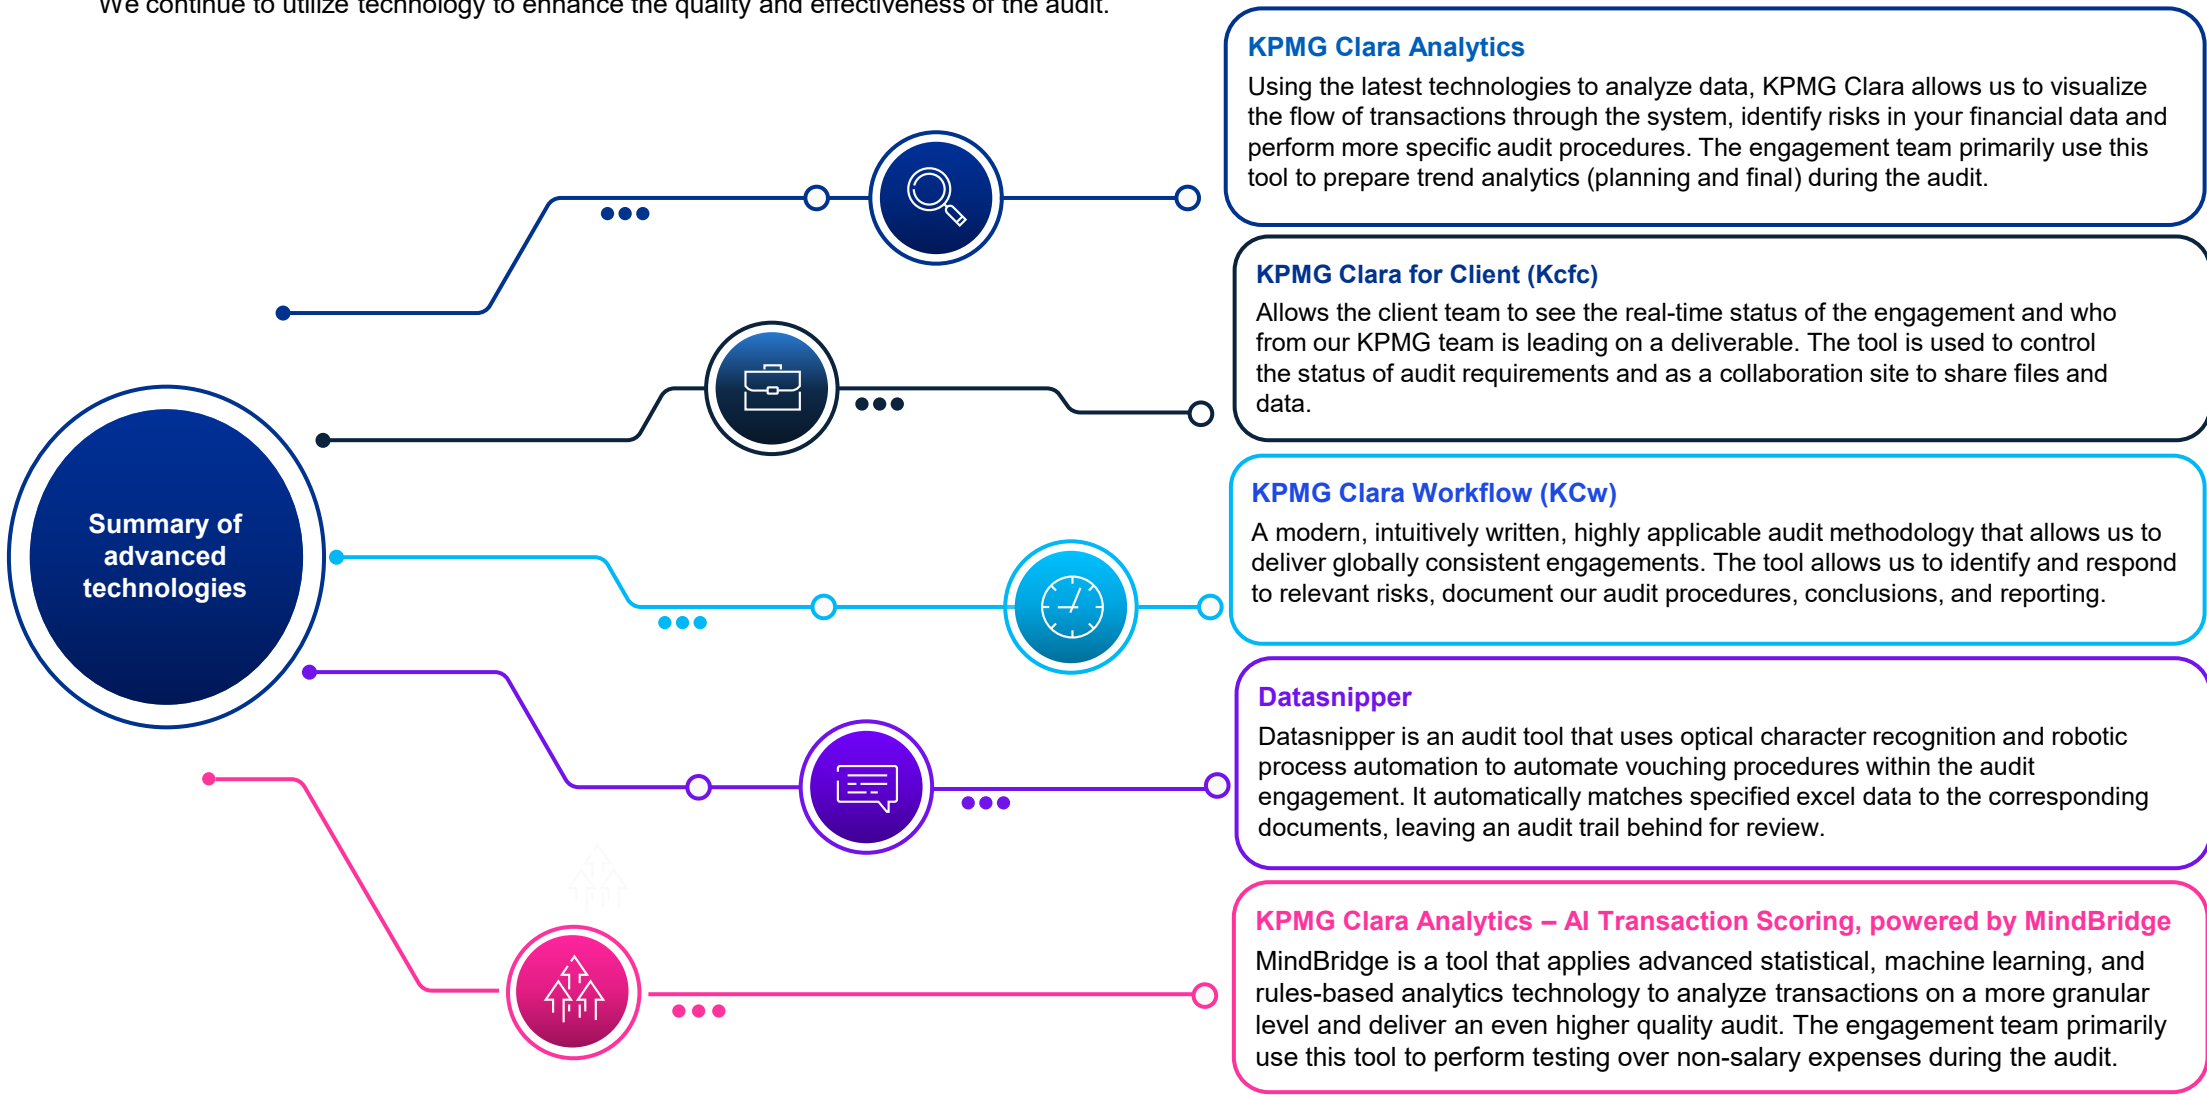 We continue to utilize technology to enhance the quality and effectiveness of the audit.
Summary of
advanced
technologies
KPMG Clara Analytics
Using the latest technologies to analyze data, KPMG Clara allows us to visualize
the flow of transactions through the system, identify risks in your financial data and
perform more specific audit procedures. The engagement team primarily use this
tool to prepare trend analytics (planning and final) during the audit.
KPMG Clara for Client (Kcfc)
Allows the client team to see the real-time status of the engagement and who
from our KPMG team is leading on a deliverable. The tool is used to control
the status of audit requirements and as a collaboration site to share files and
data.
KPMG Clara Workflow (KCw)
A modern, intuitively written, highly applicable audit methodology that allows us to
deliver globally consistent engagements. The tool allows us to identify and respond
to relevant risks, document our audit procedures, conclusions, and reporting.
Datasnipper
Datasnipper is an audit tool that uses optical character recognition and robotic
process automation to automate vouching procedures within the audit
engagement. It automatically matches specified excel data to the corresponding
documents, leaving an audit trail behind for review.
KPMG Clara Analytics – AI Transaction Scoring, powered by MindBridge
MindBridge is a tool that applies advanced statistical, machine learning, and
rules-based analytics technology to analyze transactions on a more granular
level and deliver an even higher quality audit. The engagement team primarily
use this tool to perform testing over non-salary expenses during the audit.